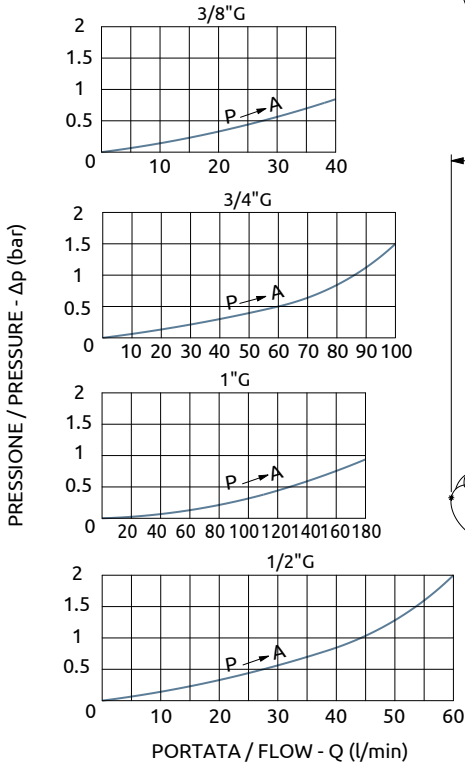 3/8"G
2
1.5
1
0.5
0
P A
10 20 30 40
3/4"G
2
1.5
1
0.5
0
P A
10 20 30 40 50 60 70 80 90 100
1"G
2
1.5
1
0.5
0
P A
20 40 60 80 100 120 140 160 180
1/2"G
2
1.5
1
0.5
0
P A
10 20 30 40 50 60
PRESSIONE / PRESSURE - Δp (bar)
PORTATA / FLOW - Q (l/min)